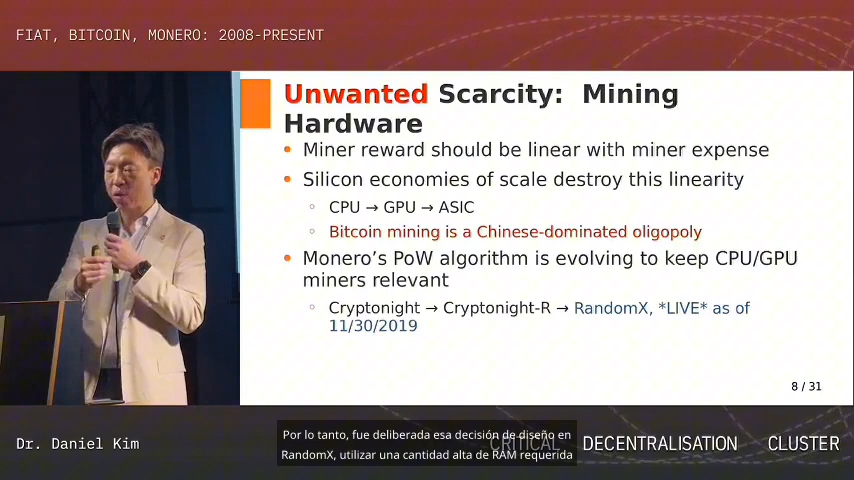 FIAT, BITCOIN, MONERO: 2008-PRESENT
Unwanted Scarcity: Mining
Hardware
• Miner reward should be linear with miner expense
• Silicon economies of scale destroy this linearity
◦ CPU → GPU → ASIC
◦ Bitcoin mining is a Chinese-dominated oligopoly
• Monero’s PoW algorithm is evolving to keep CPU/GPU
miners relevant
◦ Cryptonight → Cryptonight-R → RandomX, *LIVE* as of
11/30/2019
8 / 31
Dr. Daniel Kim
CRITICAL DECENTRALISATION CLUSTER
Por lo tanto, fue deliberada esa decisión de diseño en
RandomX, utilizar una cantidad alta de RAM requerida